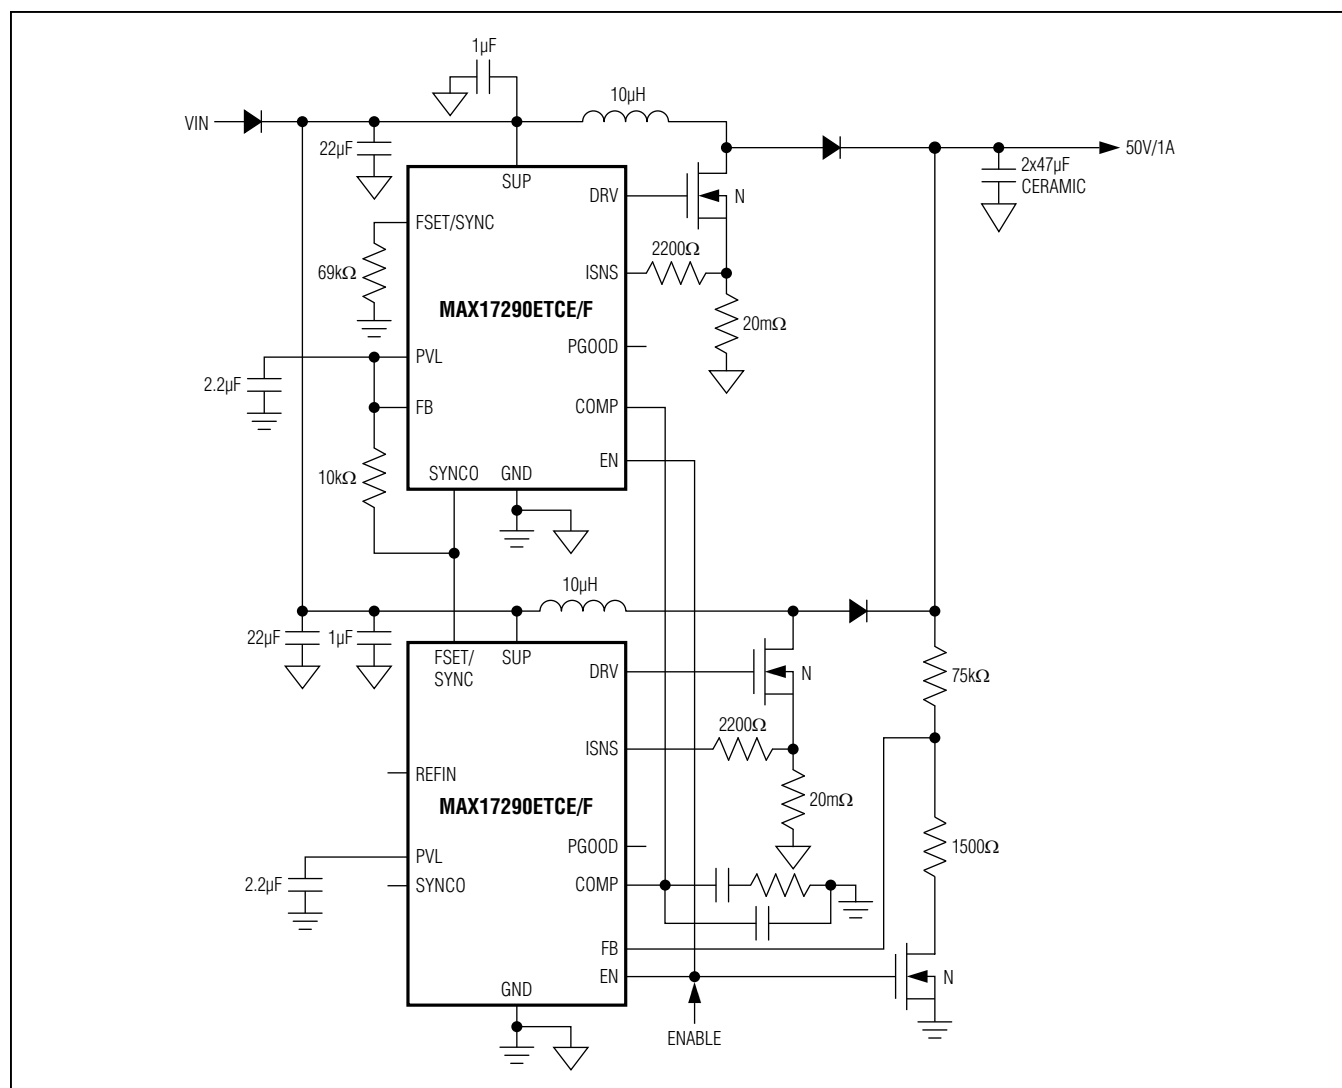 1µF
10µH
VIN
50V/1A
22µF
2x47µF
CERAMIC
SUP
DRV
N
FSET/SYNC
2200Ω
69kΩ
ISNS
MAX17290ETCE/F
20mΩ
PGOOD
PVL
2.2µF
FB
COMP
EN
10kΩ
SYNCO
GND
10µH
22µF
1µF
FSET/
SYNC
SUP
DRV
N
75kΩ
2200Ω
ISNS
REFIN
MAX17290ETCE/F
20mΩ
PGOOD
1500Ω
PVL
2.2µF
SYNCO
COMP
FB
EN
N
GND
ENABLE